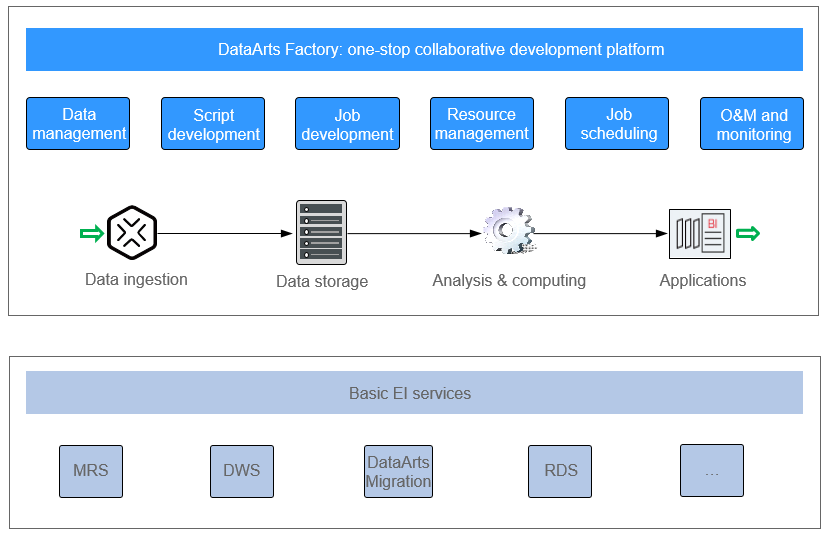 DataArts Factory: one-stop collaborative development platform
Data
management
Script
development
Job
development
Resource
management
Job
scheduling
O&M and
monitoring
BI
Data ingestion
Data storage
Analysis & computing
Applications
Basic EI services
MRS
DWS
DataArts
Migration
RDS
...